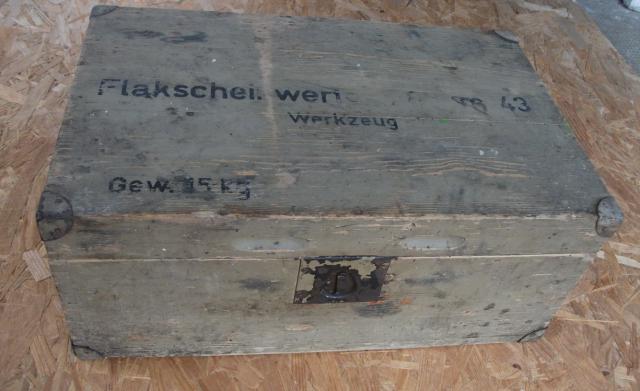 Flakschei. werf 43
Werkzeug
Gew. 15 kg